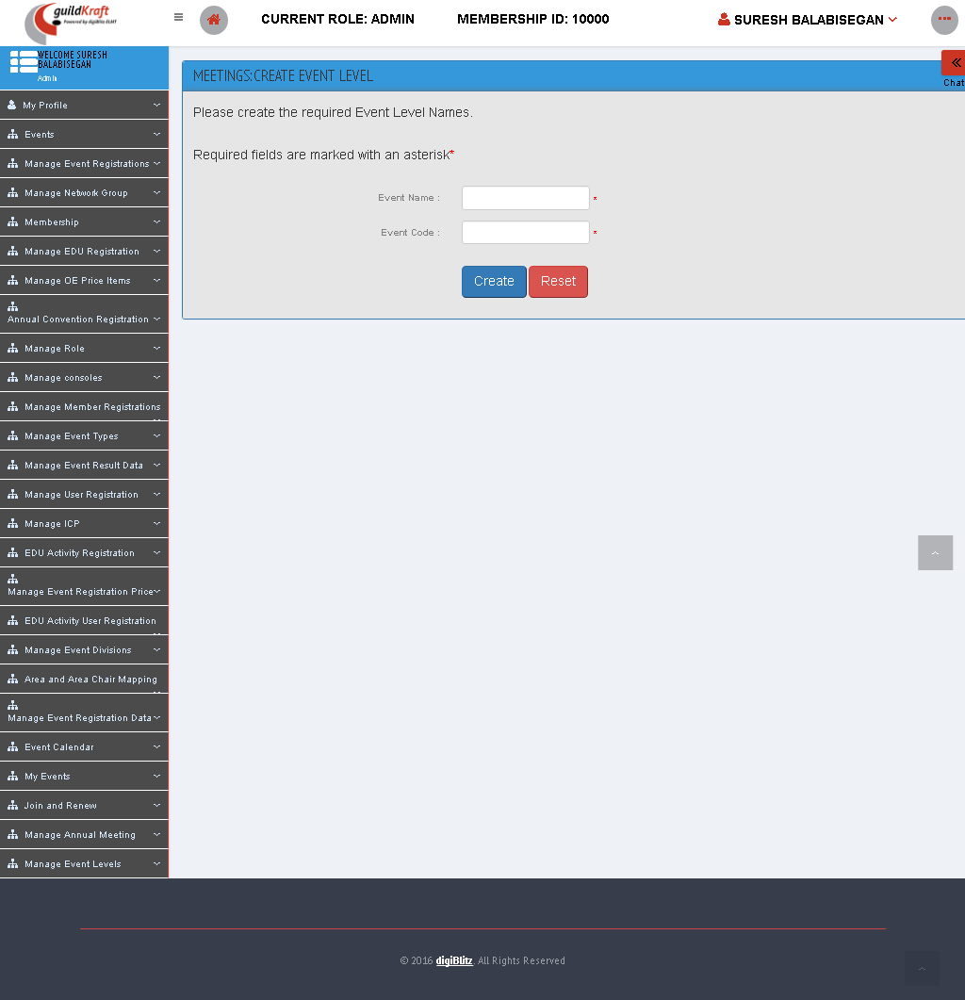 guildKraft
Powered by digiBlitz ELMT
CURRENT ROLE: ADMIN
MEMBERSHIP ID: 10000
SURESH BALABISEGAN
WELCOME SURESH
BALABISEGAN
Admin
Chat
MEETINGS:CREATE EVENT LEVEL
Please create the required Event Level Names.
Required fields are marked with an asterisk*
Event Name : *
Event Code : *
Create Reset
My Profile
Events
Manage Event Registrations
Manage Network Group
Membership
Manage EDU Registration
Manage OE Price Items
Annual Convention Registration
Manage Role
Manage consoles
Manage Member Registrations
Manage Event Types
Manage Event Result Data
Manage User Registration
Manage ICP
EDU Activity Registration
Manage Event Registration Price
EDU Activity User Registration
Manage Event Divisions
Area and Area Chair Mapping
Manage Event Registration Data
Event Calendar
My Events
Join and Renew
Manage Annual Meeting
Manage Event Levels
© 2016 digiBlitz. All Rights Reserved